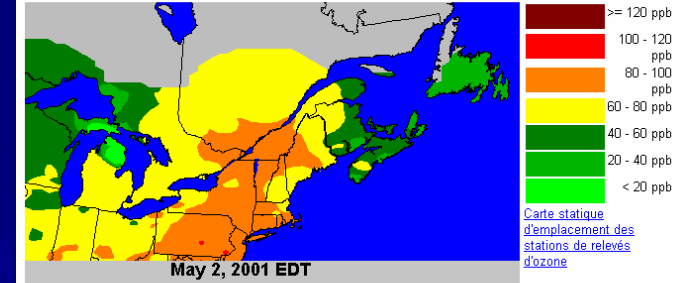 >= 120 ppb
100 - 120
ppb
80 - 100
ppb
60 - 80 ppb
40 - 60 ppb
20 - 40 ppb
< 20 ppb
Carte statique
d'emplacement des
stations de relevés
d'ozone
May 2, 2001 EDT